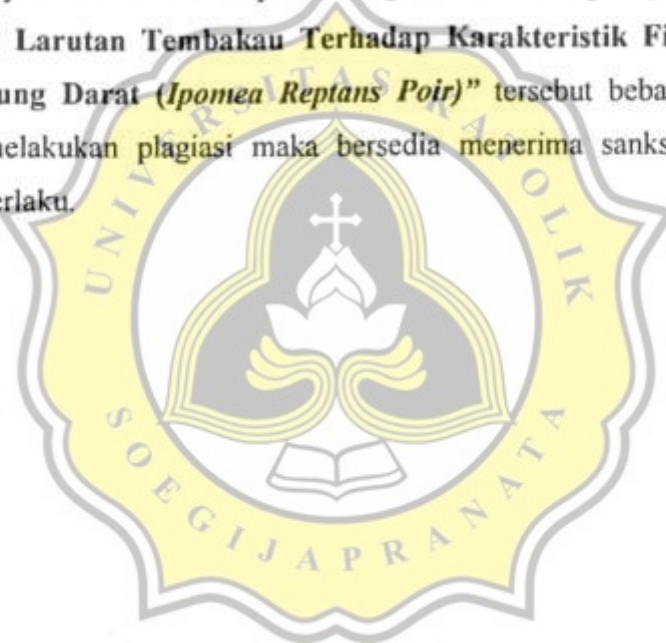 Larutan Tembakau Terhadap Karakteristik Fi
ung Darat (Ipomea Reptans Poir)” tersebut beba
melakukan plagiasi maka bersedia menerima sanks
erlaku.
UNIVERSITAS KATOLIK
SOEGIJAPRANATA